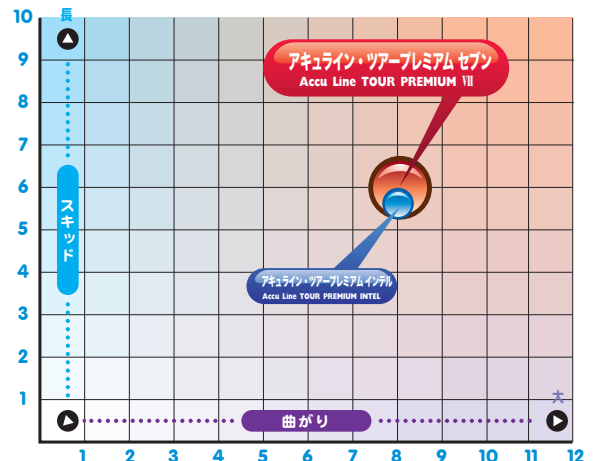 10
長
9
8
7
6
5
4
3
2
1
スキッド
アキュライン・ツアープレミアム セブン
Accu Line TOUR PREMIUM Ⅶ
アキュライン・ツアープレミアム インテル
Accu Line TOUR PREMIUM INTEL
大
曲がり
1 2 3 4 5 6 7 8 9 10 11 12